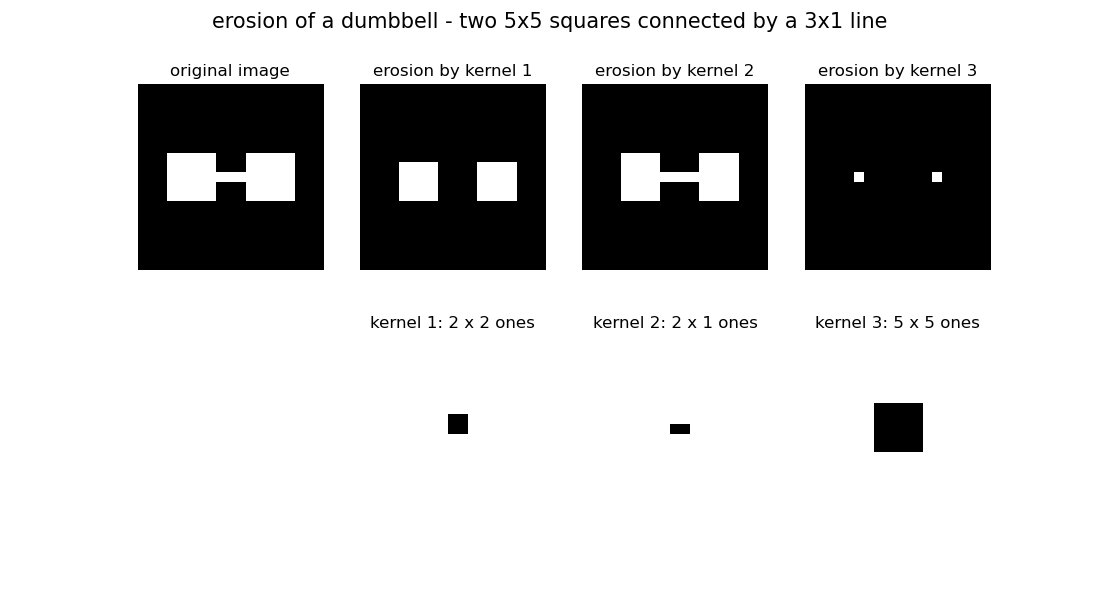 erosion of a dumbbell - two 5x5 squares connected by a 3x1 line
original image
erosion by kernel 1
erosion by kernel 2
erosion by kernel 3
kernel 1: 2 x 2 ones
kernel 2: 2 x 1 ones
kernel 3: 5 x 5 ones